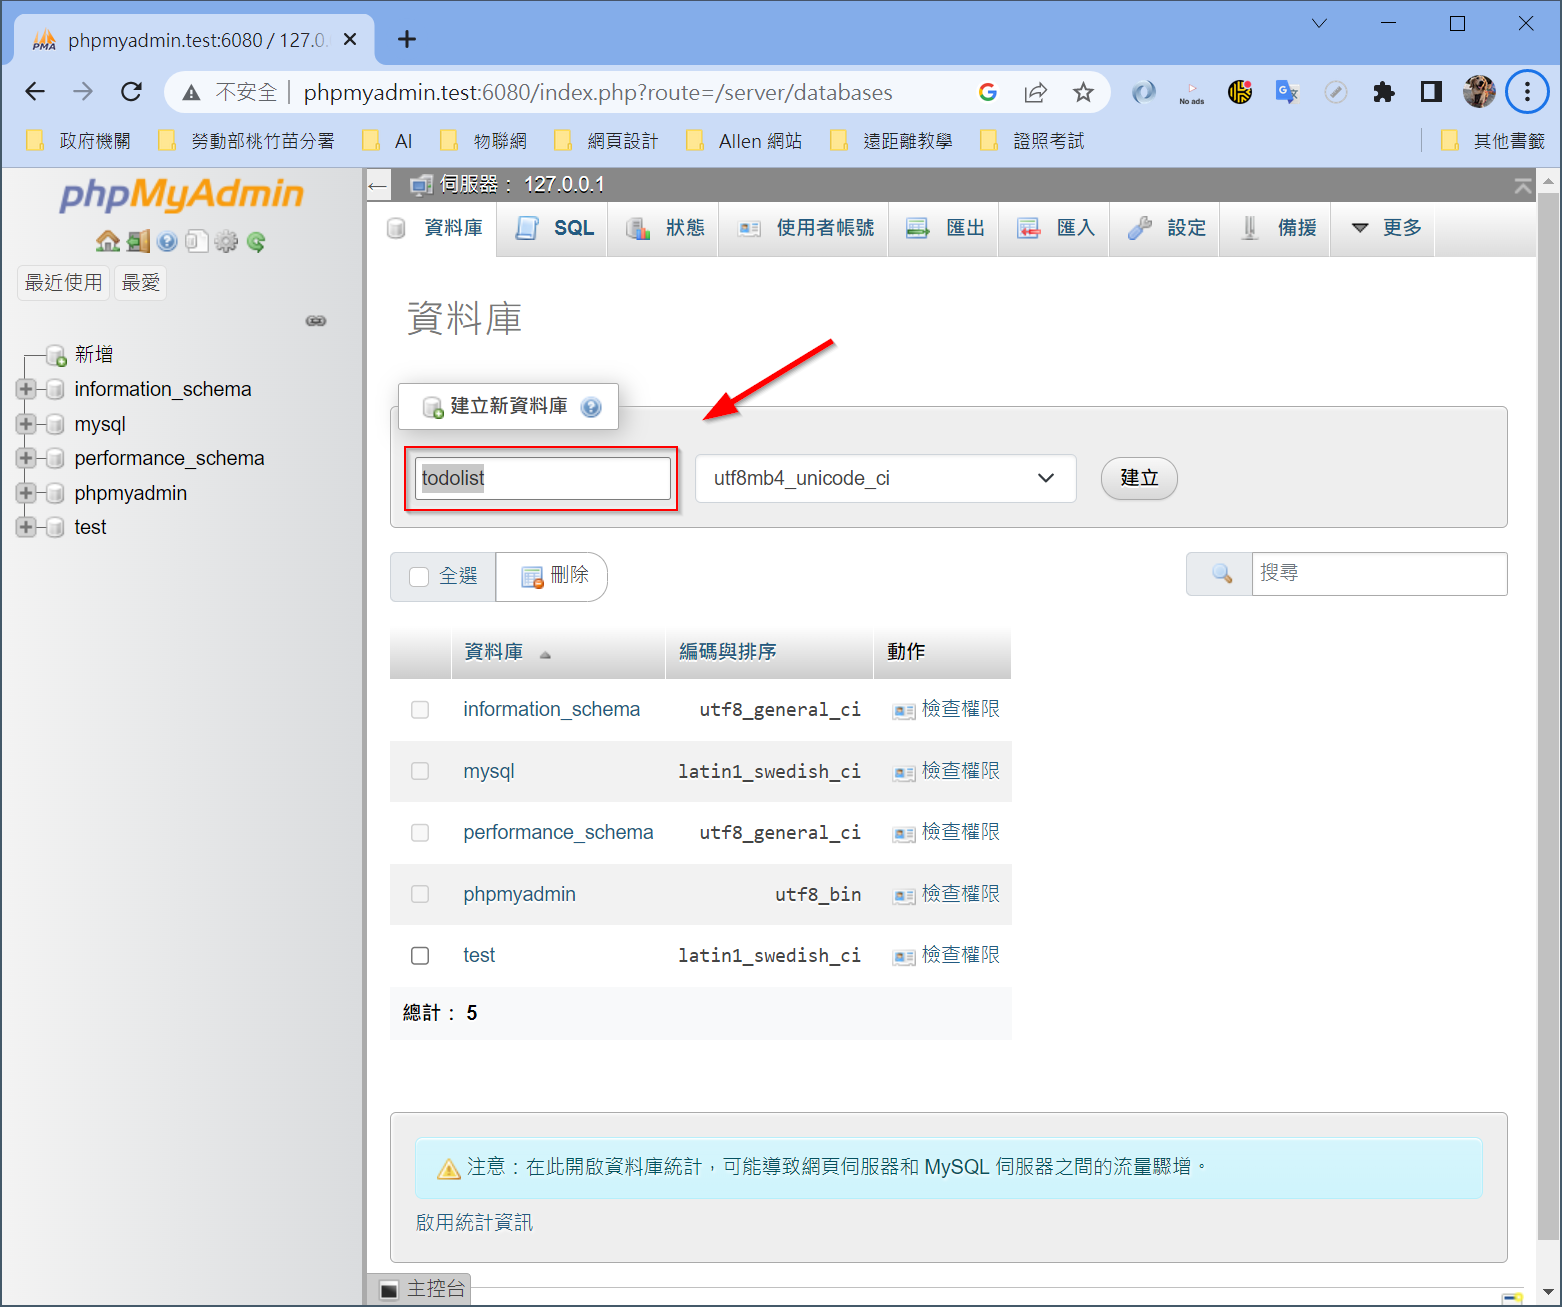 phpmyadmin.test:6080 / 127.0.
不安全 phpmyadmin.test:6080/index.php?route=/server/databases
No ads
政府機關 勞動部桃竹苗分署 AI 物聯網 網頁設計 Allen 網站 遠距離教學 證照考試 其他書籤
phpMyAdmin
最近使用 最愛
新增
information_schema
mysql
performance_schema
phpmyadmin
test
伺服器： 127.0.0.1
資料庫 SQL 狀態 使用者帳號 匯出 匯入 設定 備援 更多
資料庫
建立新資料庫
todolist utf8mb4_unicode_ci 建立
全選 刪除 搜尋
資料庫 編碼與排序 動作
information_schema utf8_general_ci 檢查權限
mysql latin1_swedish_ci 檢查權限
performance_schema utf8_general_ci 檢查權限
phpmyadmin utf8_bin 檢查權限
test latin1_swedish_ci 檢查權限
總計： 5
注意：在此開啟資料庫統計，可能導致網頁伺服器和 MySQL 伺服器之間的流量驟增。
啟用統計資訊
主控台